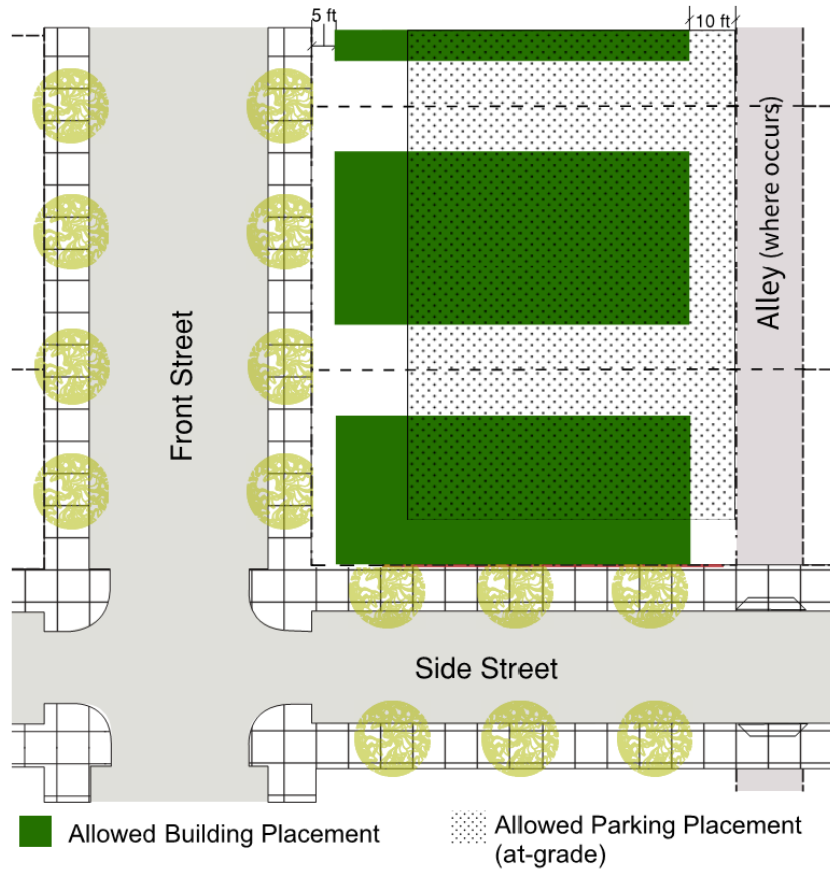 5 ft
10 ft
Alley (where occurs)
Front Street
Side Street
Allowed Building Placement
Allowed Parking Placement
(at-grade)